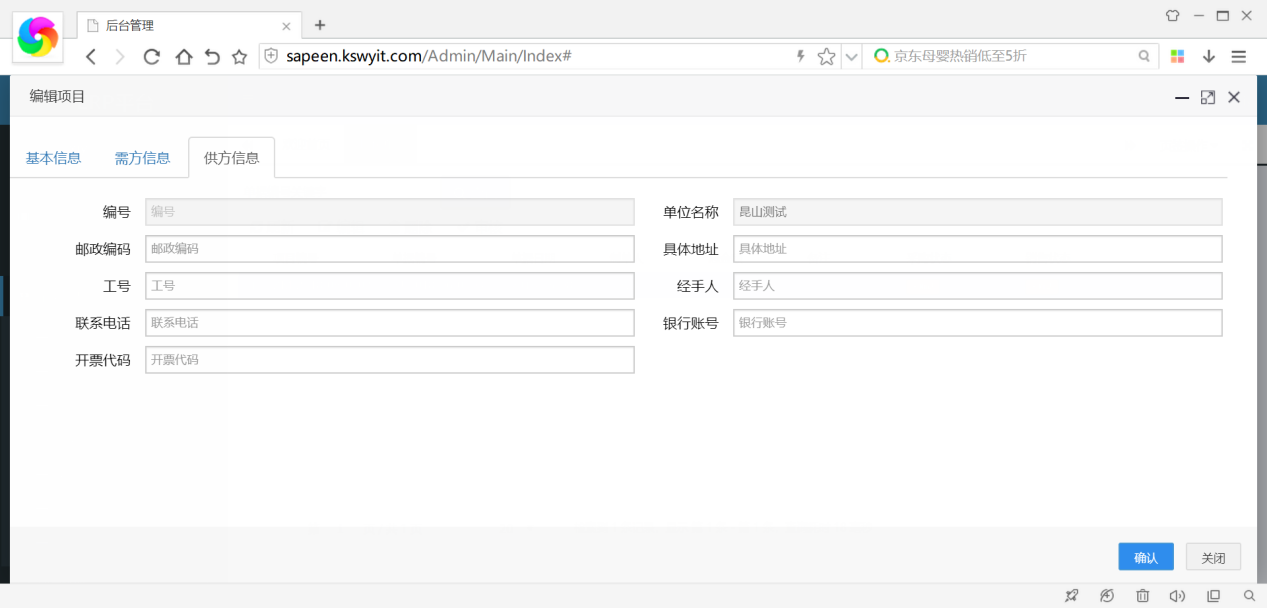 后台管理
sapeen.kswyit.com/Admin/Main/Index#
京东母婴热销低至5折
编辑项目
基本信息 需方信息 供方信息
编号 编号 单位名称 昆山测试
邮政编码 邮政编码 具体地址 具体地址
工号 工号 经手人 经手人
联系电话 联系电话 银行账号 银行账号
开票代码 开票代码
确认 关闭